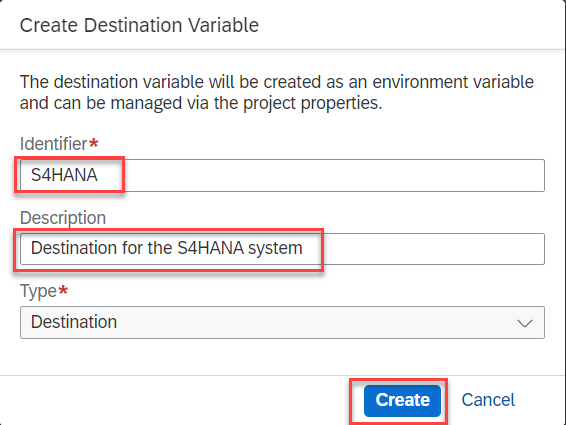 Create Destination Variable
The destination variable will be created as an environment variable
and can be managed via the project properties.
Identifier*
S4HANA
Description
Destination for the S4HANA system
Type*
Destination
Create Cancel